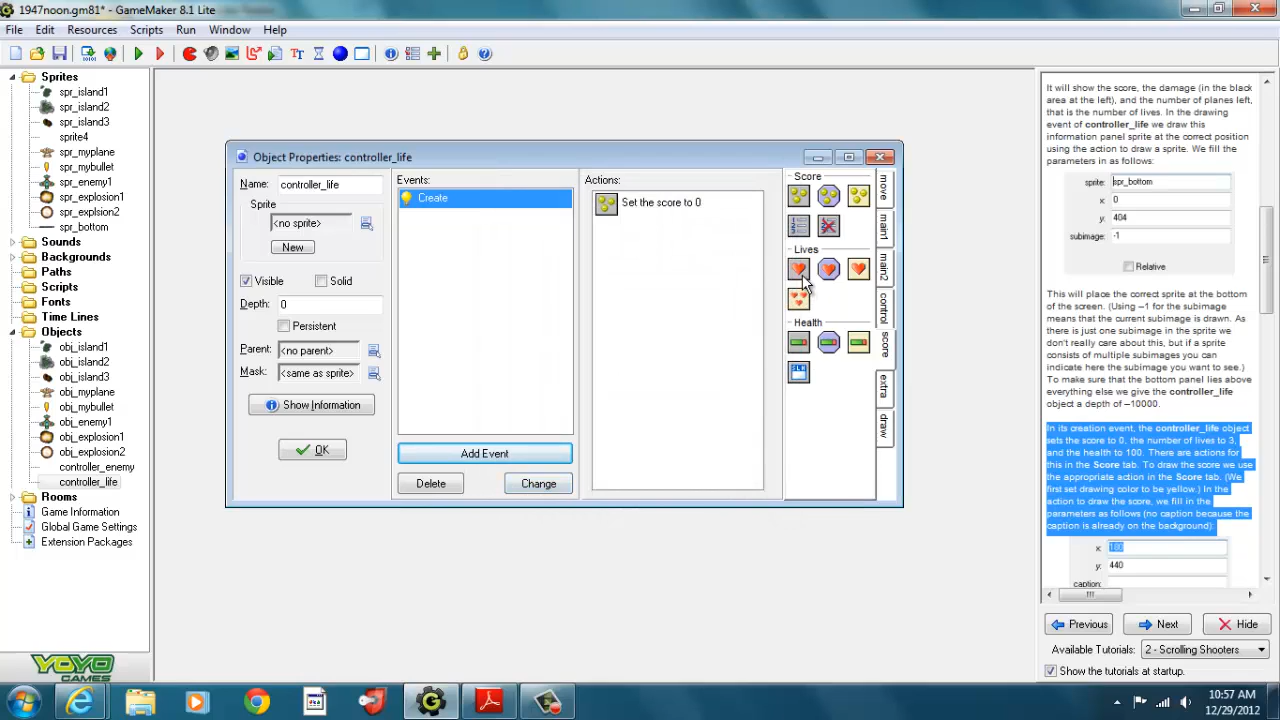 1947noon.gm81* - GameMaker 8.1 Lite
File Edit Resources Scripts Run Window Help
Sprites
spr_island1
spr_island2
spr_island3
sprite4
spr_myplane
spr_mybullet
spr_enemy1
spr_explosion1
spr_explsion2
spr_bottom
Sounds
Backgrounds
Paths
Scripts
Fonts
Time Lines
Objects
obj_island1
obj_island2
obj_island3
obj_myplane
obj_mybullet
obj_enemy1
obj_explosion1
obj_explosion2
controller_enemy
controller_life
Rooms
Game Information
Global Game Settings
Extension Packages
YOYO
GAMES
Object Properties: controller_life
Name: controller_life
Sprite
<no sprite>
New
Visible Solid
Depth: 0
Persistent
Parent: <no parent>
Mask: <same as sprite>
Show Information
OK
Events:
Create
Add Event
Delete Change
Actions:
Set the score to 0
Score
Lives
Health
move
main1
main2
control
score
extra
draw
It will show the score, the damage (in the black
area at the left), and the number of planes left,
that is the number of lives. In the drawing
event of controller_life we draw this
information panel sprite at the correct position
using the action to draw a sprite. We fill the
parameters in as follows:
sprite: spr_bottom
x: 0
y: 404
subimage: -1
Relative
This will place the correct sprite at the bottom
of the screen. (Using –1 for the subimage
means that the current subimage is drawn. As
there is just one subimage in the sprite we
don't really care about this, but if a sprite
consists of multiple subimages you can
indicate here the subimage you want to see.)
To make sure that the bottom panel lies above
everything else we give the controller_life
object a depth of –10000.
In its creation event, the controller_life object
sets the score to 0, the number of lives to 3,
and the health to 100. There are actions for
this in the Score tab. To draw the score we use
the appropriate action in the Score tab. (We
first set drawing color to be yellow.) In the
action to draw the score, we fill in the
parameters as follows (no caption because the
caption is already on the background):
x: 100
y: 440
caption:
Previous Next Hide
Available Tutorials: 2 - Scrolling Shooters
Show the tutorials at startup.
10:57 AM
12/29/2012